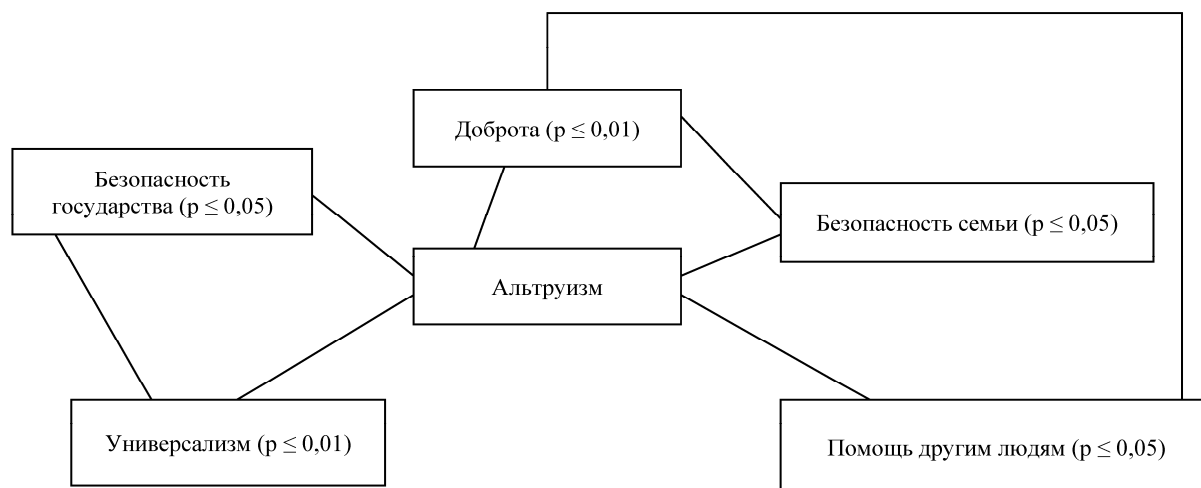 Доброта (p ≤ 0,01)
Безопасность
государства (p ≤ 0,05)
Безопасность семьи (p ≤ 0,05)
Альтруизм
Универсализм (p ≤ 0,01)
Помощь другим людям (p ≤ 0,05)